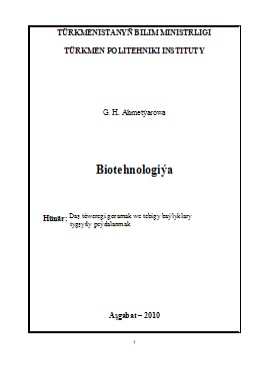 TÜRKMENISTANYŇ BILIM MINISTRLIGI
TÜRKMEN POLITEHNIKI INSTITUTY
G. H. Ahmetýarowa
Biotehnologiýa
Hünär: Daş töweregi goramak we tebigy baýlyklary
tygşytly peýdalanmak
Aşgabat – 2010
1